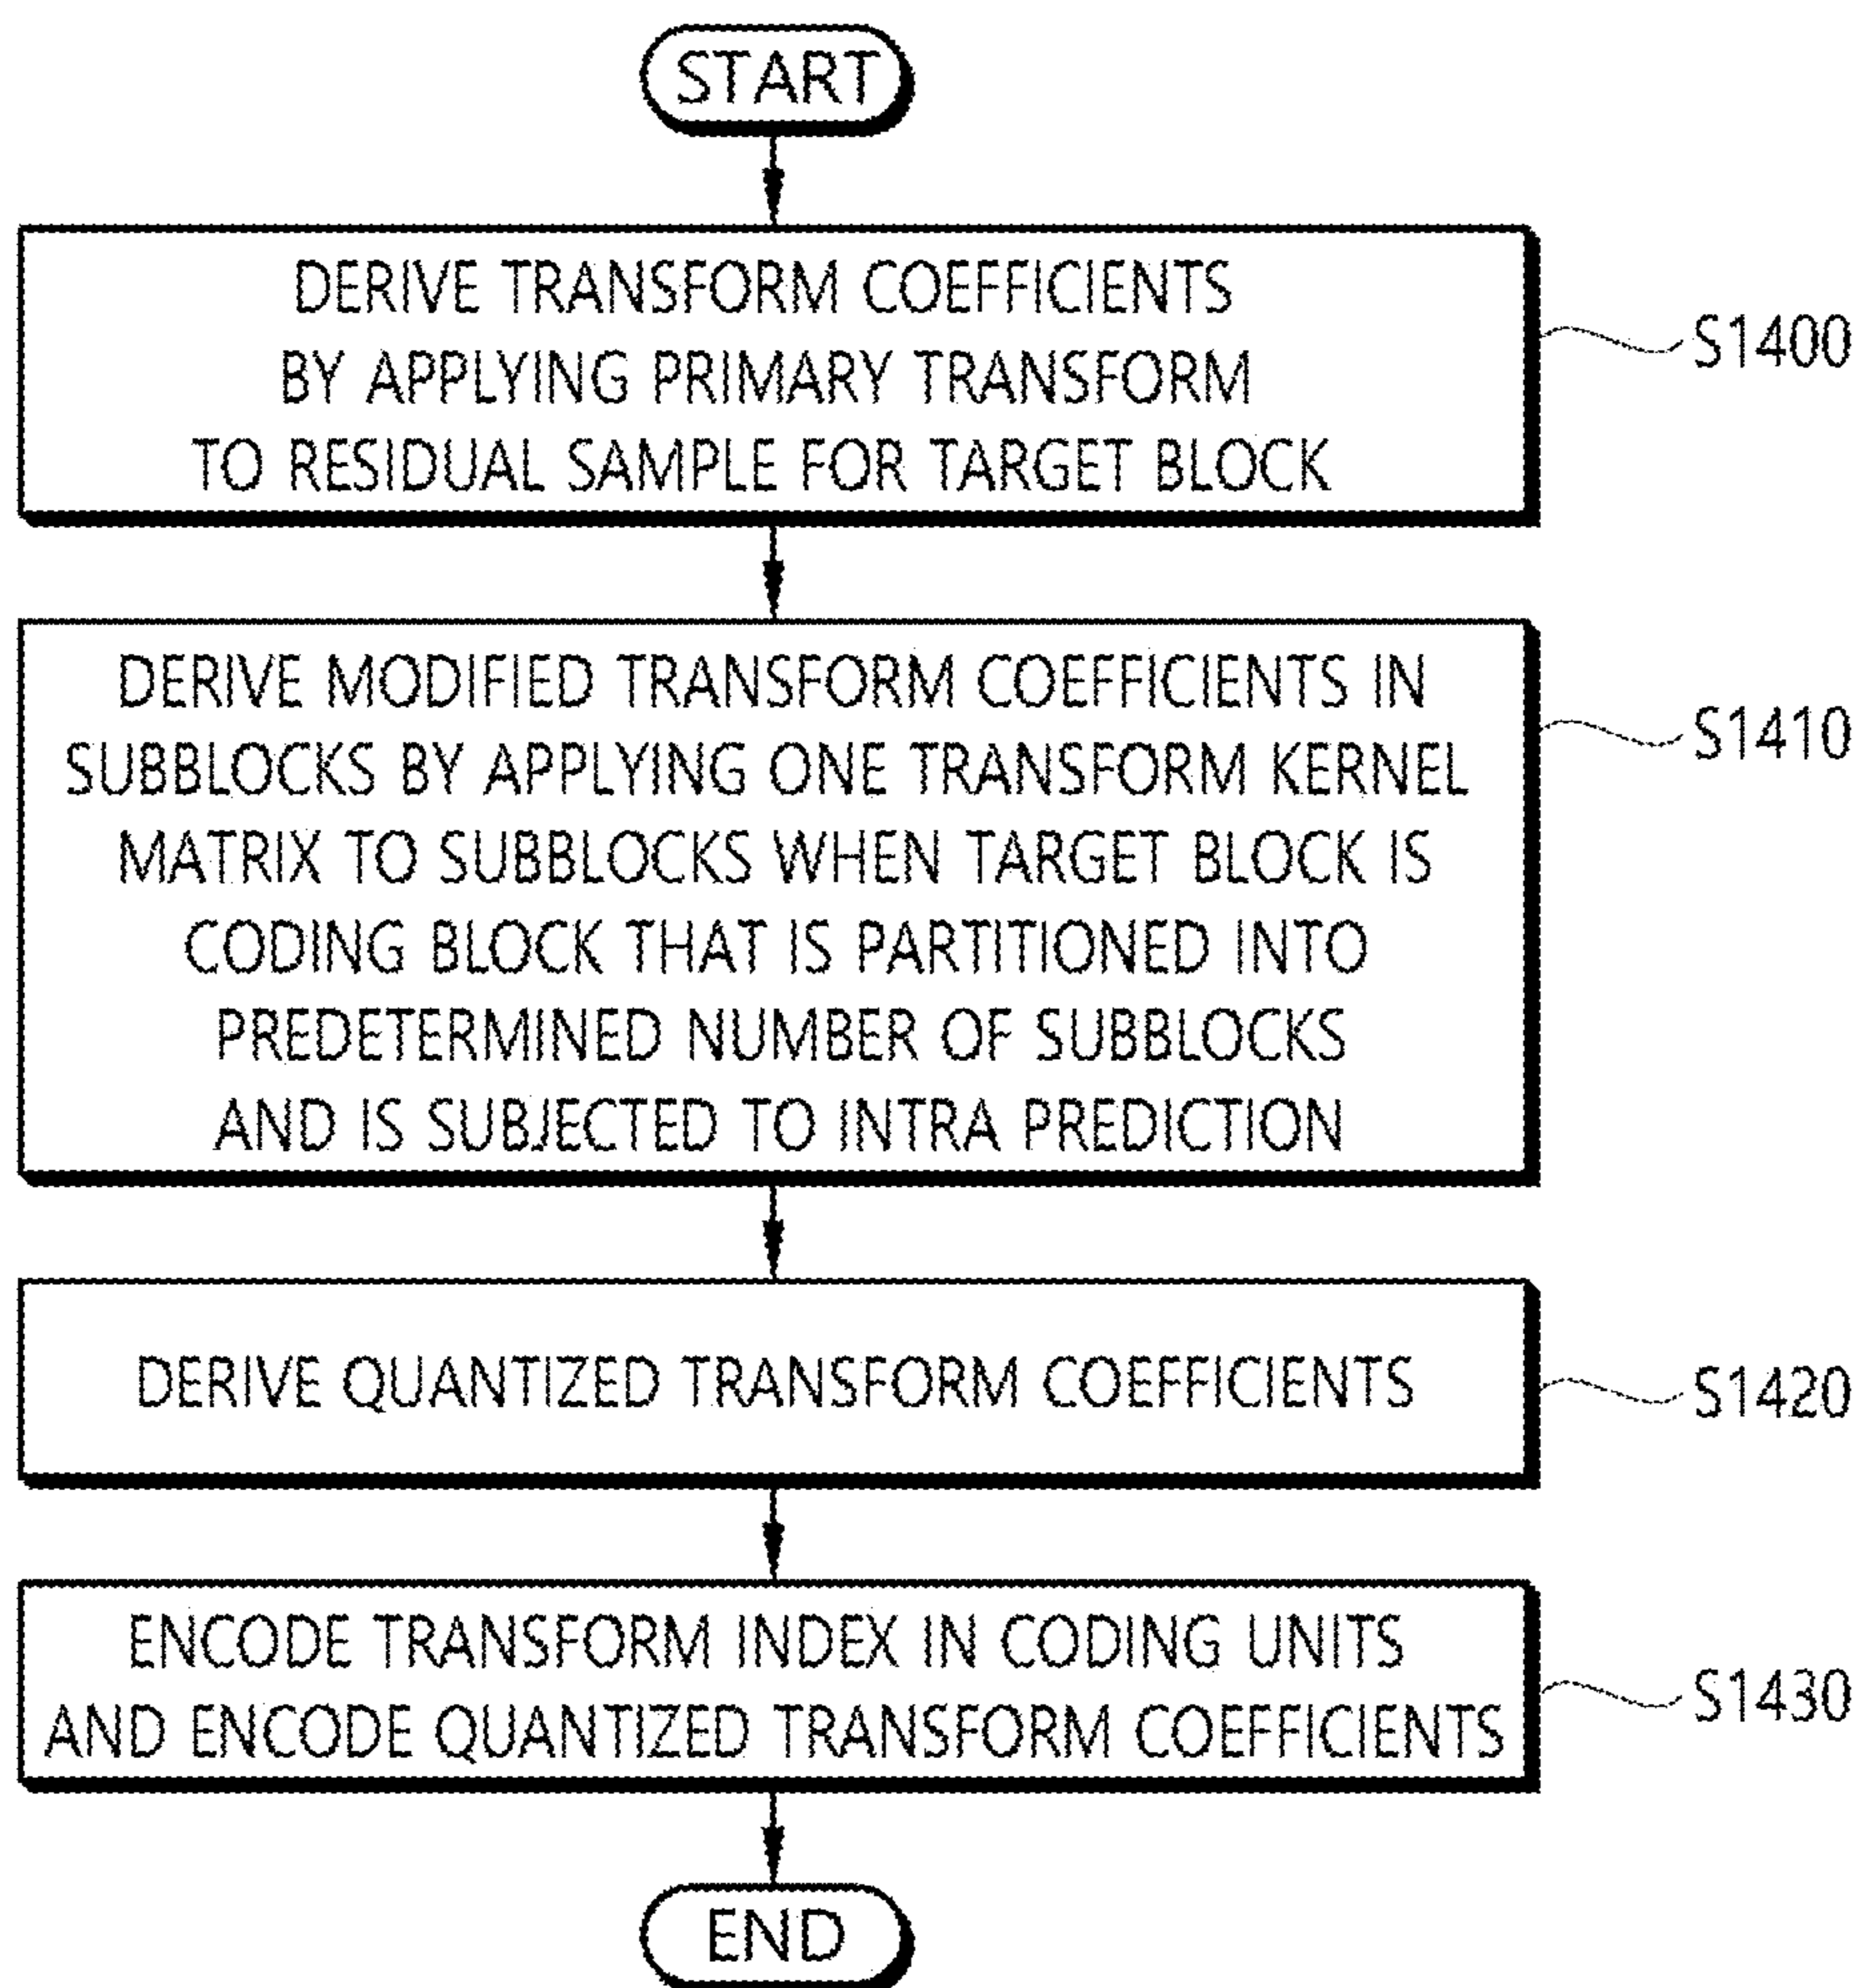 START
DERIVE TRANSFORM COEFFICIENTS
BY APPLYING PRIMARY TRANSFORM
TO RESIDUAL SAMPLE FOR TARGET BLOCK
S1400
DERIVE MODIFIED TRANSFORM COEFFICIENTS IN
SUBBLOCKS BY APPLYING ONE TRANSFORM KERNEL
MATRIX TO SUBBLOCKS WHEN TARGET BLOCK IS
CODING BLOCK THAT IS PARTITIONED INTO
PREDETERMINED NUMBER OF SUBBLOCKS
AND IS SUBJECTED TO INTRA PREDICTION
S1410
DERIVE QUANTIZED TRANSFORM COEFFICIENTS
S1420
ENCODE TRANSFORM INDEX IN CODING UNITS
AND ENCODE QUANTIZED TRANSFORM COEFFICIENTS
S1430
END